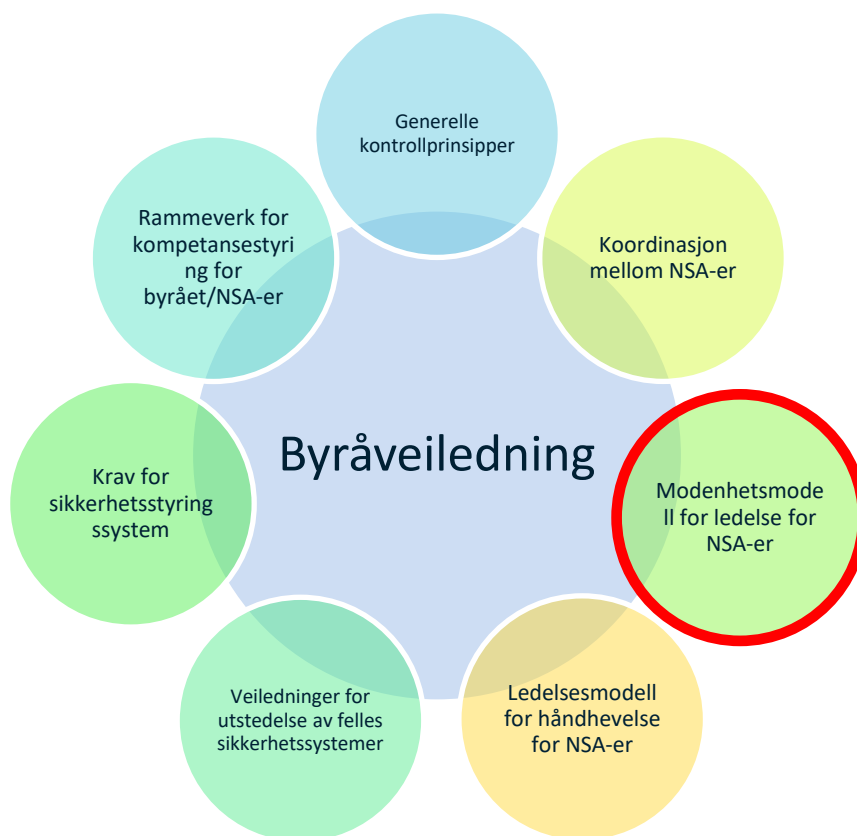 Generelle
kontrollprinsipper
Koordinasjon
mellom NSA-er
Modenhetsmode
ll for ledelse for
NSA-er
Ledelsesmodell
for håndhevelse
for NSA-er
Veiledninger for
utstedelse av felles
sikkerhetssystemer
Krav for
sikkerhetsstyring
ssystem
Rammeverk for
kompetansestyri
ng for
byrået/NSA-er
Byråveiledning